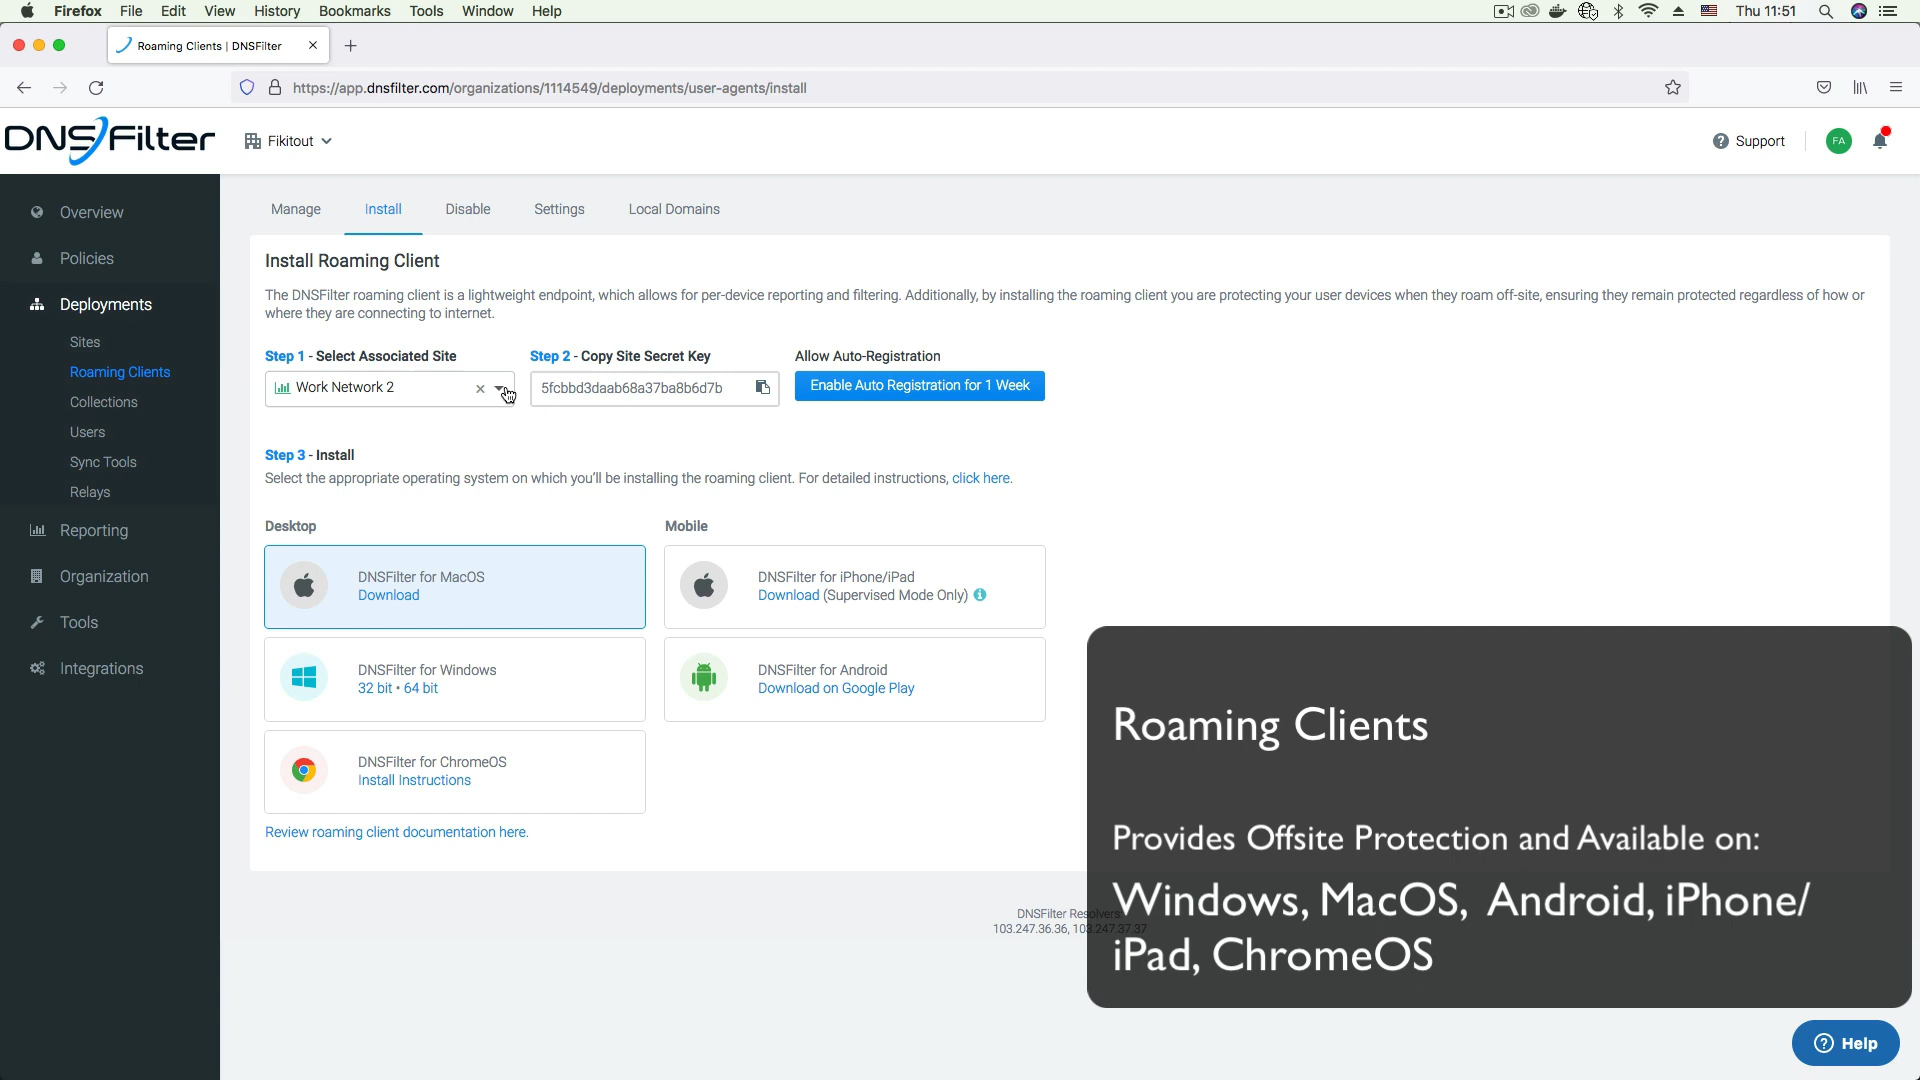 Firefox File Edit View History Bookmarks Tools Window Help
Thu 11:51
Roaming Clients | DNSFilter
https://app.dnsfilter.com/organizations/1114549/deployments/user-agents/install
DNSFilter
Fikitout
Support
FA
Overview
Policies
Deployments
Sites
Roaming Clients
Collections
Users
Sync Tools
Relays
Reporting
Organization
Tools
Integrations
Manage Install Disable Settings Local Domains
Install Roaming Client
The DNSFilter roaming client is a lightweight endpoint, which allows for per-device reporting and filtering. Additionally, by installing the roaming client you are protecting your user devices when they roam off-site, ensuring they remain protected regardless of how or
where they are connecting to internet.
Step 1 - Select Associated Site
Work Network 2
Step 2 - Copy Site Secret Key
5fcbbd3daab68a37ba8b6d7b
Allow Auto-Registration
Enable Auto Registration for 1 Week
Step 3 - Install
Select the appropriate operating system on which you'll be installing the roaming client. For detailed instructions, click here.
Desktop
DNSFilter for MacOS
Download
DNSFilter for Windows
32 bit • 64 bit
DNSFilter for ChromeOS
Install Instructions
Mobile
DNSFilter for iPhone/iPad
Download (Supervised Mode Only)
DNSFilter for Android
Download on Google Play
Review roaming client documentation here.
DNSFilter Resolvers:
103.247.36.36, 103.247.37.37
Roaming Clients
Provides Offsite Protection and Available on:
Windows, MacOS, Android, iPhone/
iPad, ChromeOS
Help